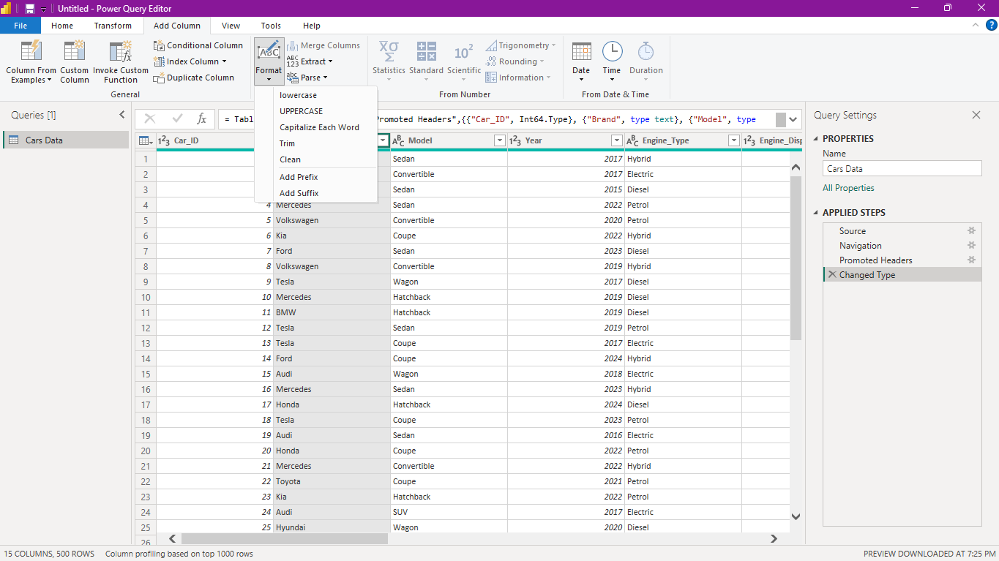 Untitled - Power Query Editor
File Home Transform Add Column View Tools Help
Column From Examples
Custom Column
Invoke Custom Function
Conditional Column
Index Column
Duplicate Column
General
ABC
Format
Merge Columns
ABC 123 Extract
abc Parse
XΣ σ
Statistics
Standard
10² Scientific
Trigonometry
.00 Rounding
Information
From Number
Date
Time
Duration
From Date & Time
lowercase
UPPERCASE
Capitalize Each Word
Trim
Clean
Add Prefix
Add Suffix
Queries [1]
Cars Data
fx = Tabl Promoted Headers",{{"Car_ID", Int64.Type}, {"Brand", type text}, {"Model", type
1²3 Car_ID ABC Model 1²3 Year ABC Engine_Type 1²3 Engine_Disp
1 Sedan 2017 Hybrid
2 Convertible 2017 Electric
3 Sedan 2015 Diesel
4 4 Mercedes Sedan 2022 Petrol
5 5 Volkswagen Convertible 2020 Petrol
6 6 Kia Coupe 2022 Hybrid
7 7 Ford Sedan 2023 Diesel
8 8 Volkswagen Convertible 2019 Hybrid
9 9 Tesla Wagon 2017 Diesel
10 10 Mercedes Hatchback 2019 Diesel
11 11 BMW Hatchback 2019 Diesel
12 12 Tesla Sedan 2019 Petrol
13 13 Tesla Coupe 2017 Electric
14 14 Ford Coupe 2024 Hybrid
15 15 Audi Wagon 2018 Electric
16 16 Mercedes Sedan 2023 Hybrid
17 17 Honda Hatchback 2024 Diesel
18 18 Tesla Coupe 2023 Petrol
19 19 Audi Sedan 2016 Electric
20 20 Honda Coupe 2022 Petrol
21 21 Mercedes Convertible 2022 Hybrid
22 22 Toyota Coupe 2021 Petrol
23 23 Kia Hatchback 2022 Petrol
24 24 Audi SUV 2017 Electric
25 25 Hyundai Wagon 2020 Diesel
26
Query Settings
PROPERTIES
Name
Cars Data
All Properties
APPLIED STEPS
Source
Navigation
Promoted Headers
Changed Type
15 COLUMNS, 500 ROWS Column profiling based on top 1000 rows PREVIEW DOWNLOADED AT 7:25 PM